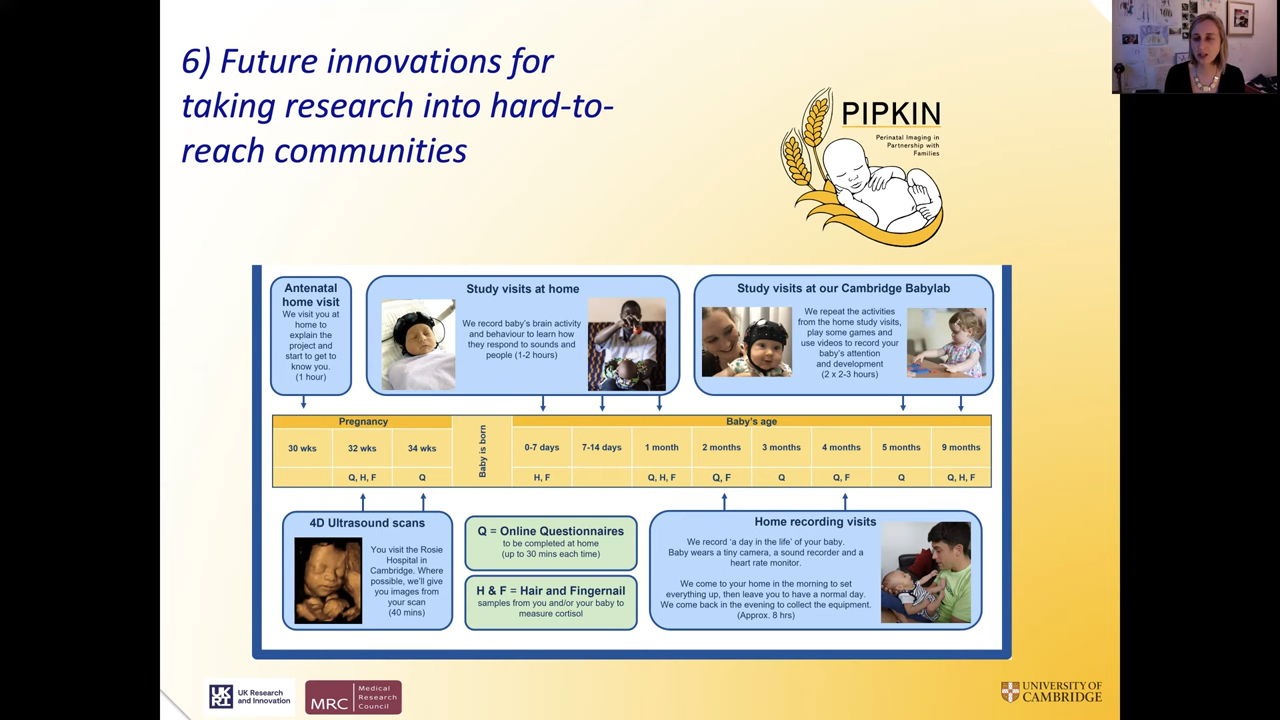 6) Future innovations for
taking research into hard-to-
reach communities
PIPKIN
Perinatal Imaging in
Partnership with
Families
Antenatal
home visit
We visit you at
home to
explain the
project and
start to get to
know you.
(1 hour)
Study visits at home
We record baby's brain activity
and behaviour to learn how
they respond to sounds and
people (1-2 hours)
Study visits at our Cambridge Babylab
We repeat the activities
from the home study visits,
play some games and
use videos to record your
baby's attention
and development
(2 x 2-3 hours)
Pregnancy
Baby is born
Baby's age
30 wks
32 wks
34 wks
0-7 days
7-14 days
1 month
2 months
3 months
4 months
5 months
9 months
Q, H, F
Q
H, F
Q, H, F
Q, F
Q
Q, F
Q
Q, H, F
4D Ultrasound scans
You visit the Rosie
Hospital in
Cambridge. Where
possible, we'll give
you images from
your scan
(40 mins)
Q = Online Questionnaires
to be completed at home
(up to 30 mins each time)
H & F = Hair and Fingernail
samples from you and/or your baby to
measure cortisol
Home recording visits
We record 'a day in the life' of your baby.
Baby wears a tiny camera, a sound recorder and a
heart rate monitor.
We come to your home in the morning to set
everything up, then leave you to have a normal day.
We come back in the evening to collect the equipment.
(Approx. 8 hrs)
UKRI
UK Research
and Innovation
MRC
Medical
Research
Council
UNIVERSITY OF
CAMBRIDGE